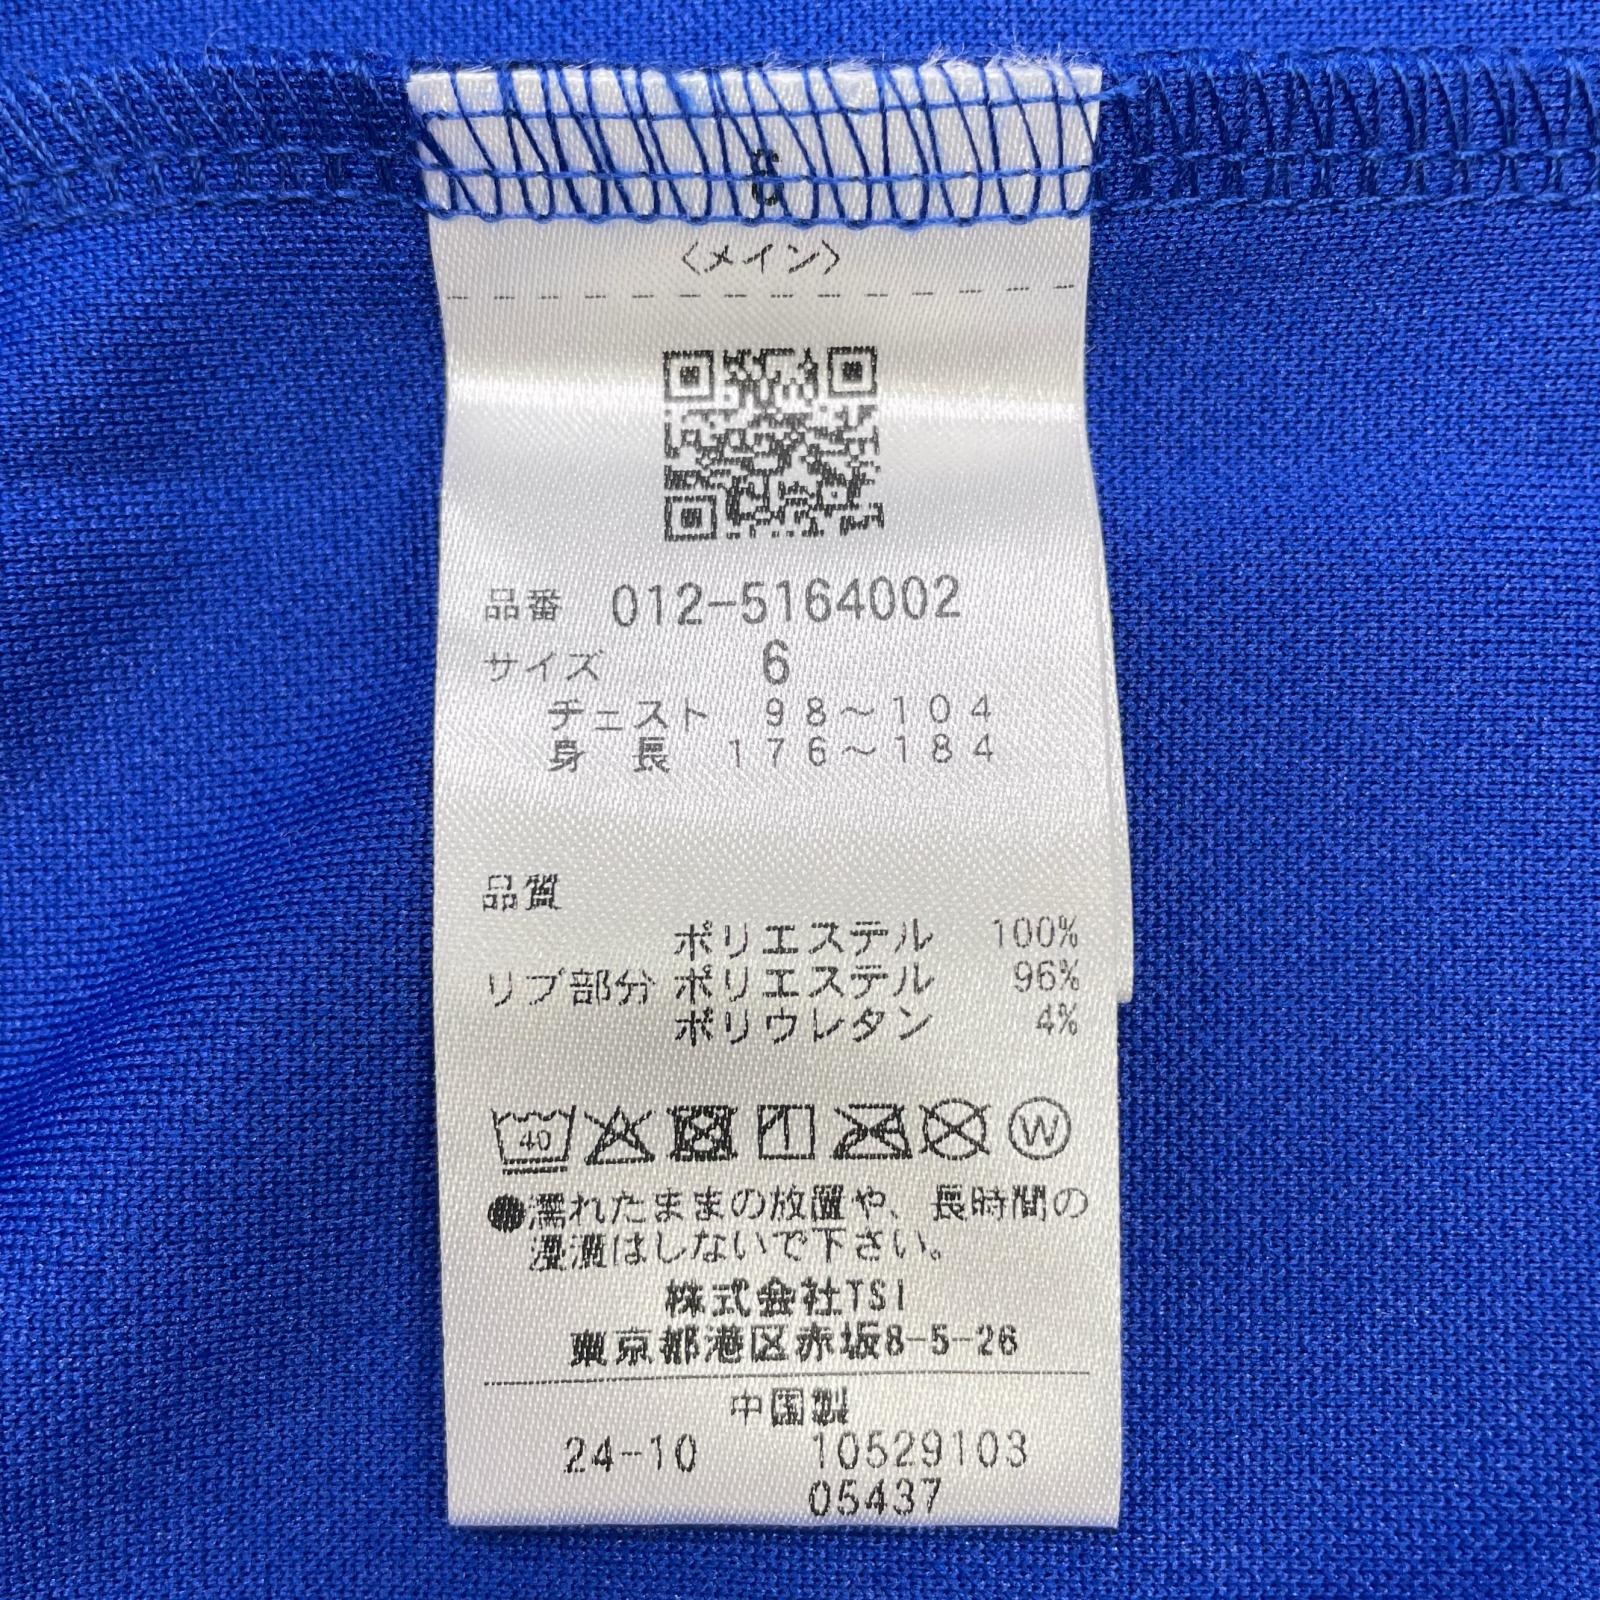 6
〈メイン〉
品番 012-5164002
サイズ 6
チェスト 98～104
身長 176～184
品質
ポリエステル 100%
リブ部分 ポリエステル 96%
ポリウレタン 4%
40
W
●濡れたままの放置や、長時間の
浸漬はしないで下さい。
株式会社TSI
東京都港区赤坂8-5-26
中国製
24-10 10529103
05437